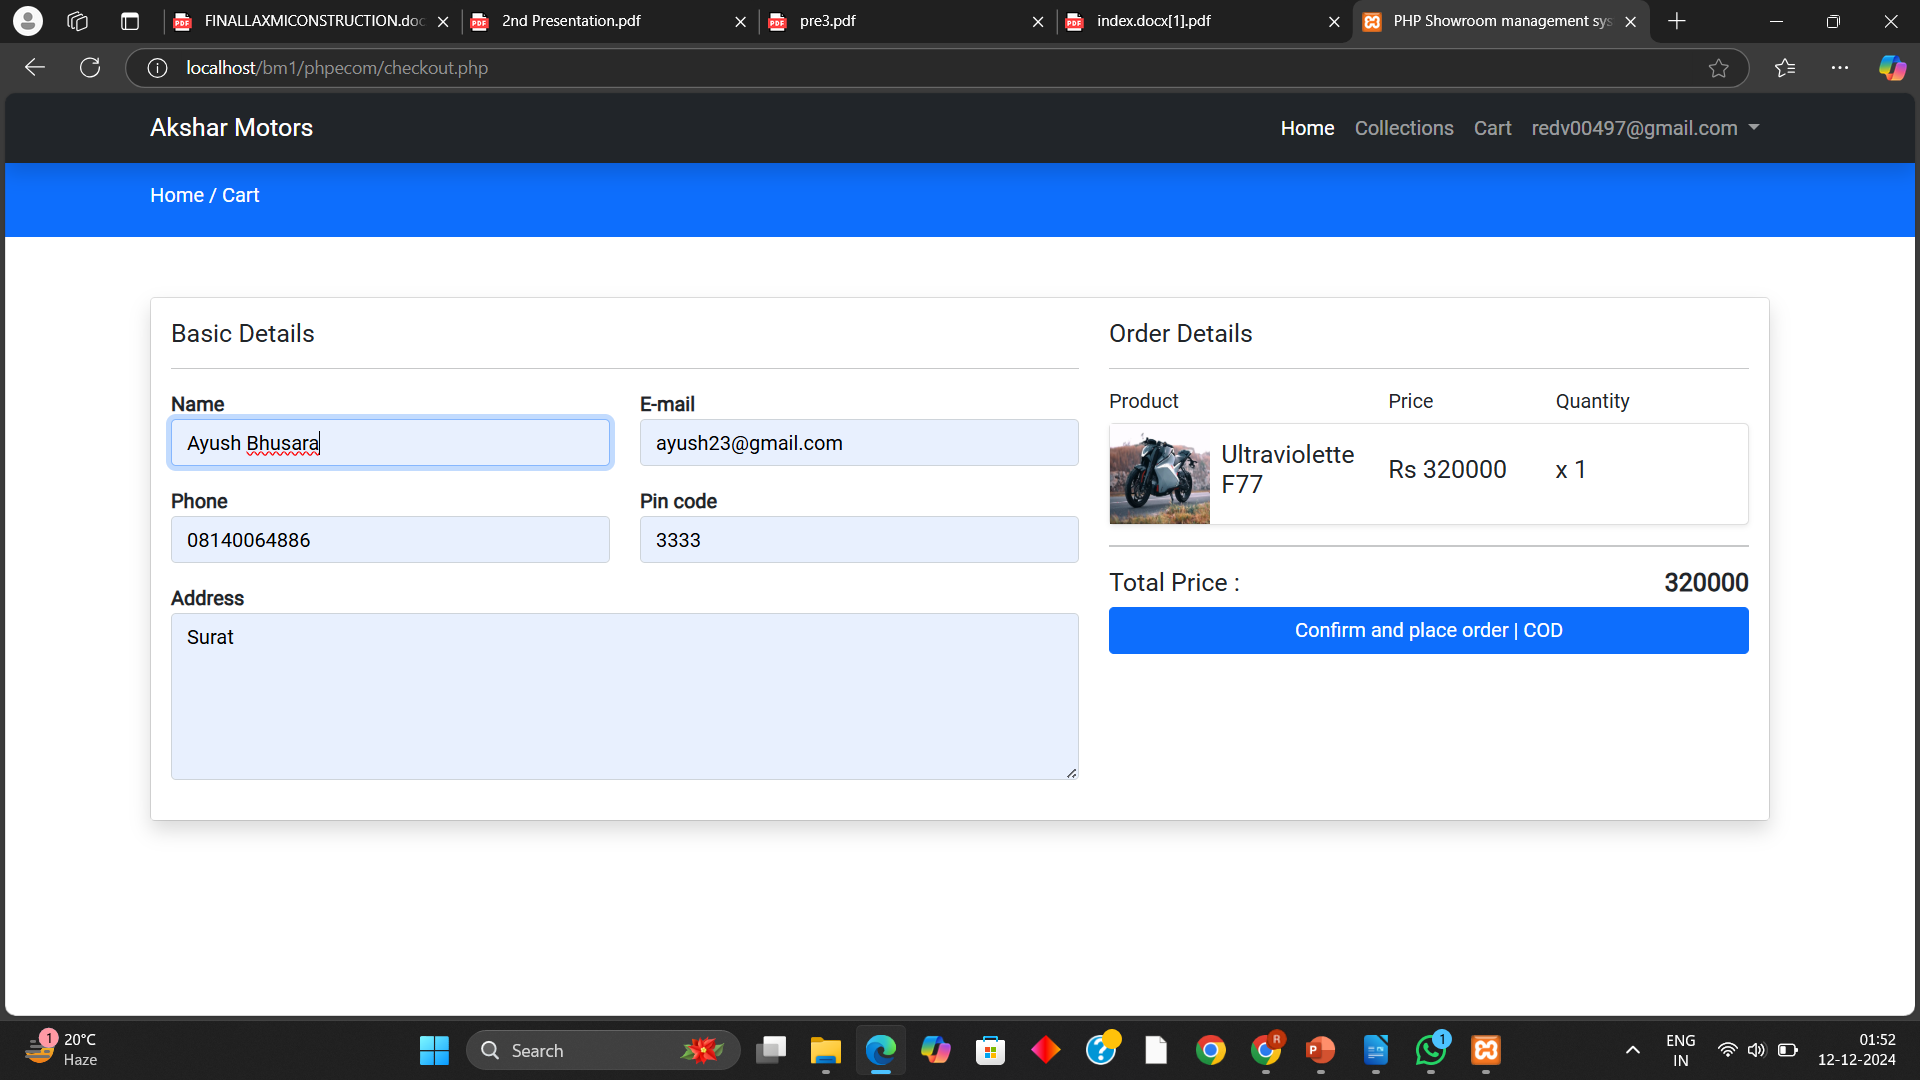 FINALLAXMICONSTRUCTION.doc
2nd Presentation.pdf
pre3.pdf
index.docx[1].pdf
PHP Showroom management sys
localhost/bm1/phpecom/checkout.php
Akshar Motors
Home Collections Cart redv00497@gmail.com
Home / Cart
Basic Details
Name
Ayush Bhusara
E-mail
ayush23@gmail.com
Phone
08140064886
Pin code
3333
Address
Surat
Order Details
Product Price Quantity
Ultraviolette
F77
Rs 320000
x 1
Total Price : 320000
Confirm and place order | COD
1
20°C
Haze
Search
R
1
ENG
IN
01:52
12-12-2024